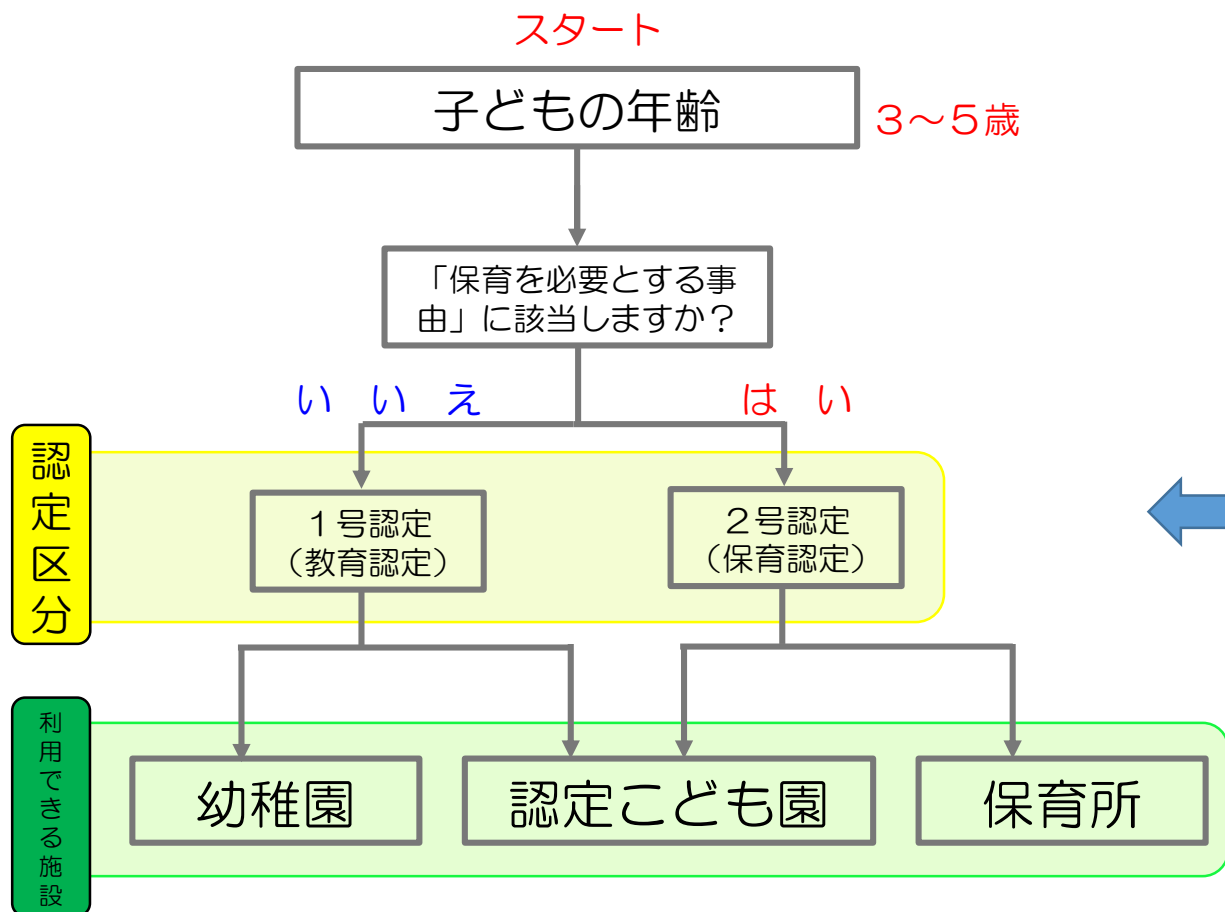 スタート
子どもの年齢
３～５歳
「保育を必要とする事
由」に該当しますか？
い い え
は い
認定区分
１号認定
（教育認定）
２号認定
（保育認定）
利用できる施設
幼稚園
認定こども園
保育所